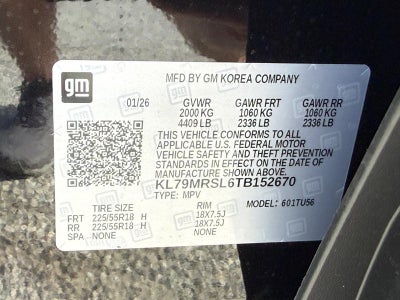 gm
MFD BY GM KOREA COMPANY
01/26 GVWR GAWR FRT GAWR RR
2000 KG 1060 KG 1060 KG
4409 LB 2336 LB 2336 LB
THIS VEHICLE CONFORMS TO ALL
APPLICABLE U.S. FEDERAL MOTOR
VEHICLE SAFETY AND THEFT PREVENTION
STANDARDS IN EFFECT ON THE DATE OF
MANUFACTURE SHOWN ABOVE.
KL79MRSL6TB152670
TYPE: MPV MODEL: 601TU56
TIRE SIZE RIM
FRT 225/55R18 H 18X7.5J
RR 225/55R18 H 18X7.5J
SPA NONE NONE